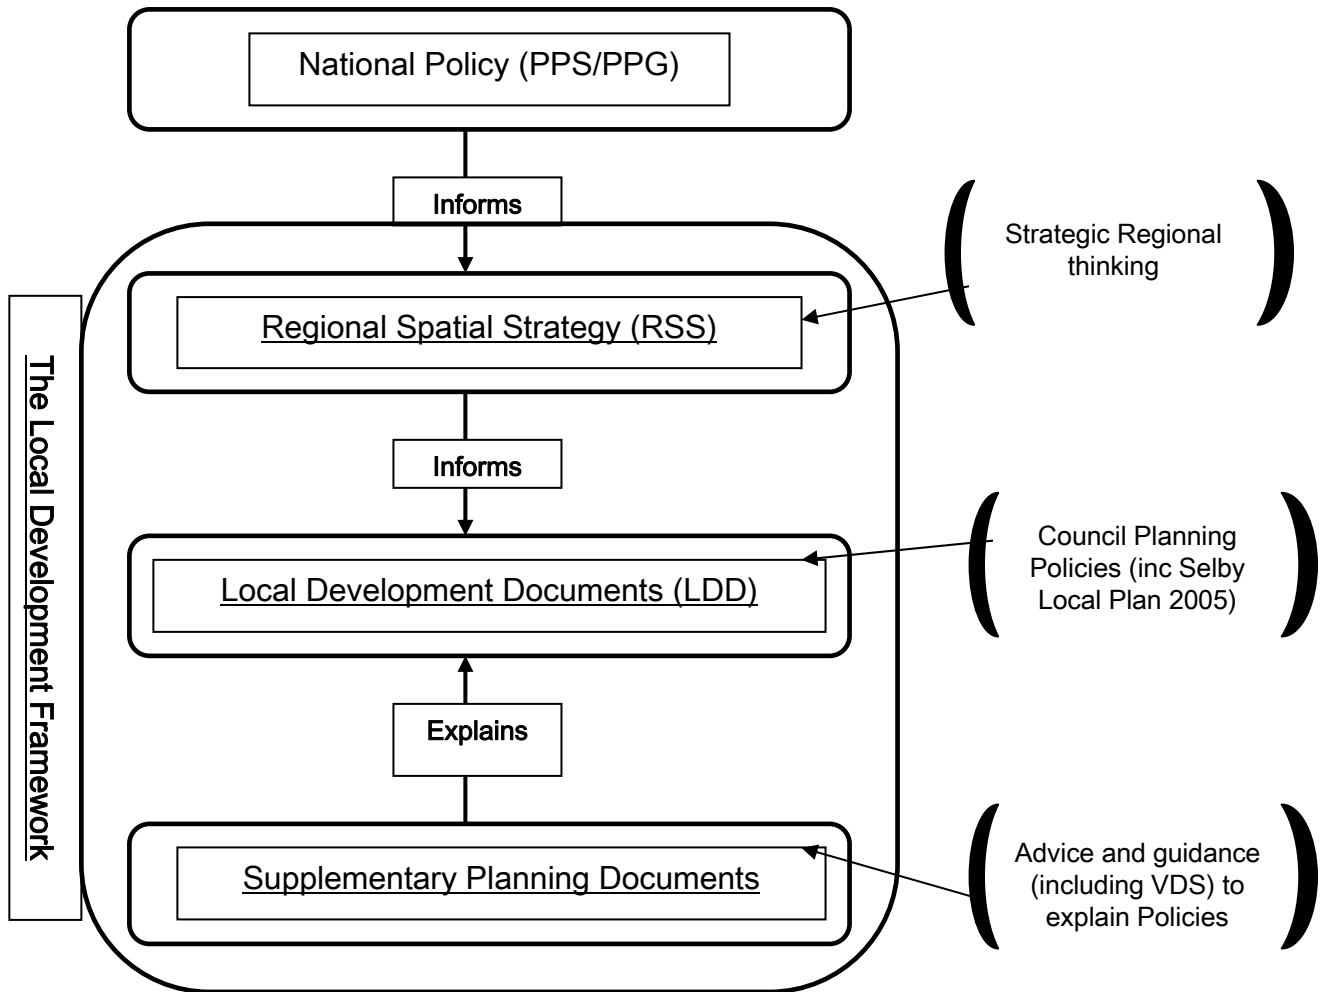 National Policy (PPS/PPG)
Informs
Strategic Regional
thinking
Regional Spatial Strategy (RSS)
The Local Development Framework
Informs
Council Planning
Policies (inc Selby
Local Plan 2005)
Local Development Documents (LDD)
Explains
Supplementary Planning Documents
Advice and guidance
(including VDS) to
explain Policies